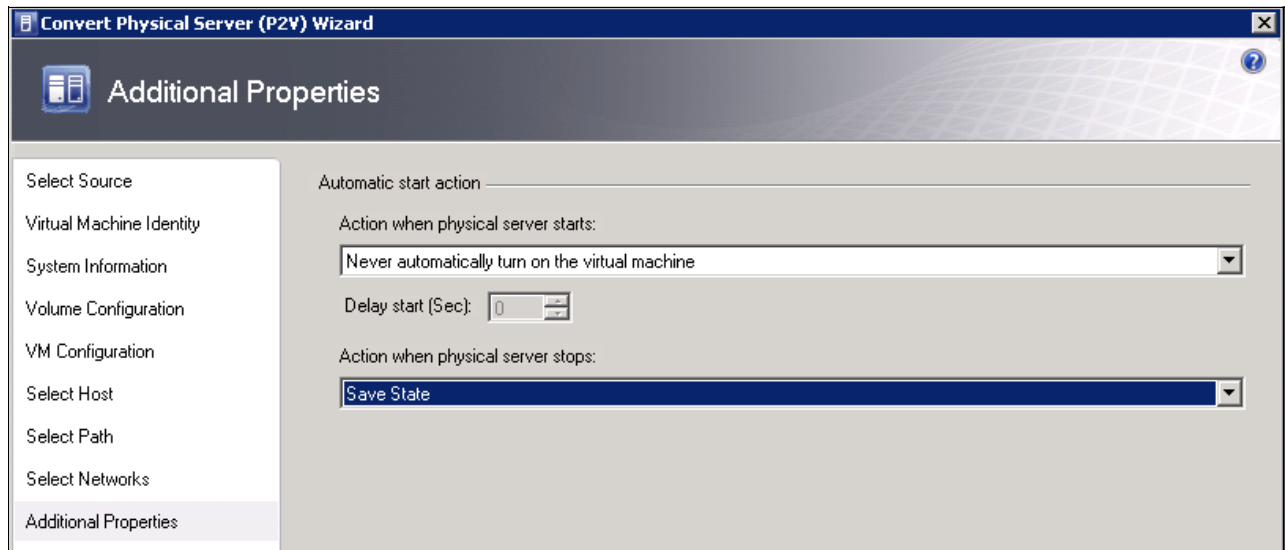 Convert Physical Server (P2V) Wizard
Additional Properties
Select Source
Virtual Machine Identity
System Information
Volume Configuration
VM Configuration
Select Host
Select Path
Select Networks
Additional Properties
Automatic start action
Action when physical server starts:
Never automatically turn on the virtual machine
Delay start (Sec): 0
Action when physical server stops:
Save State